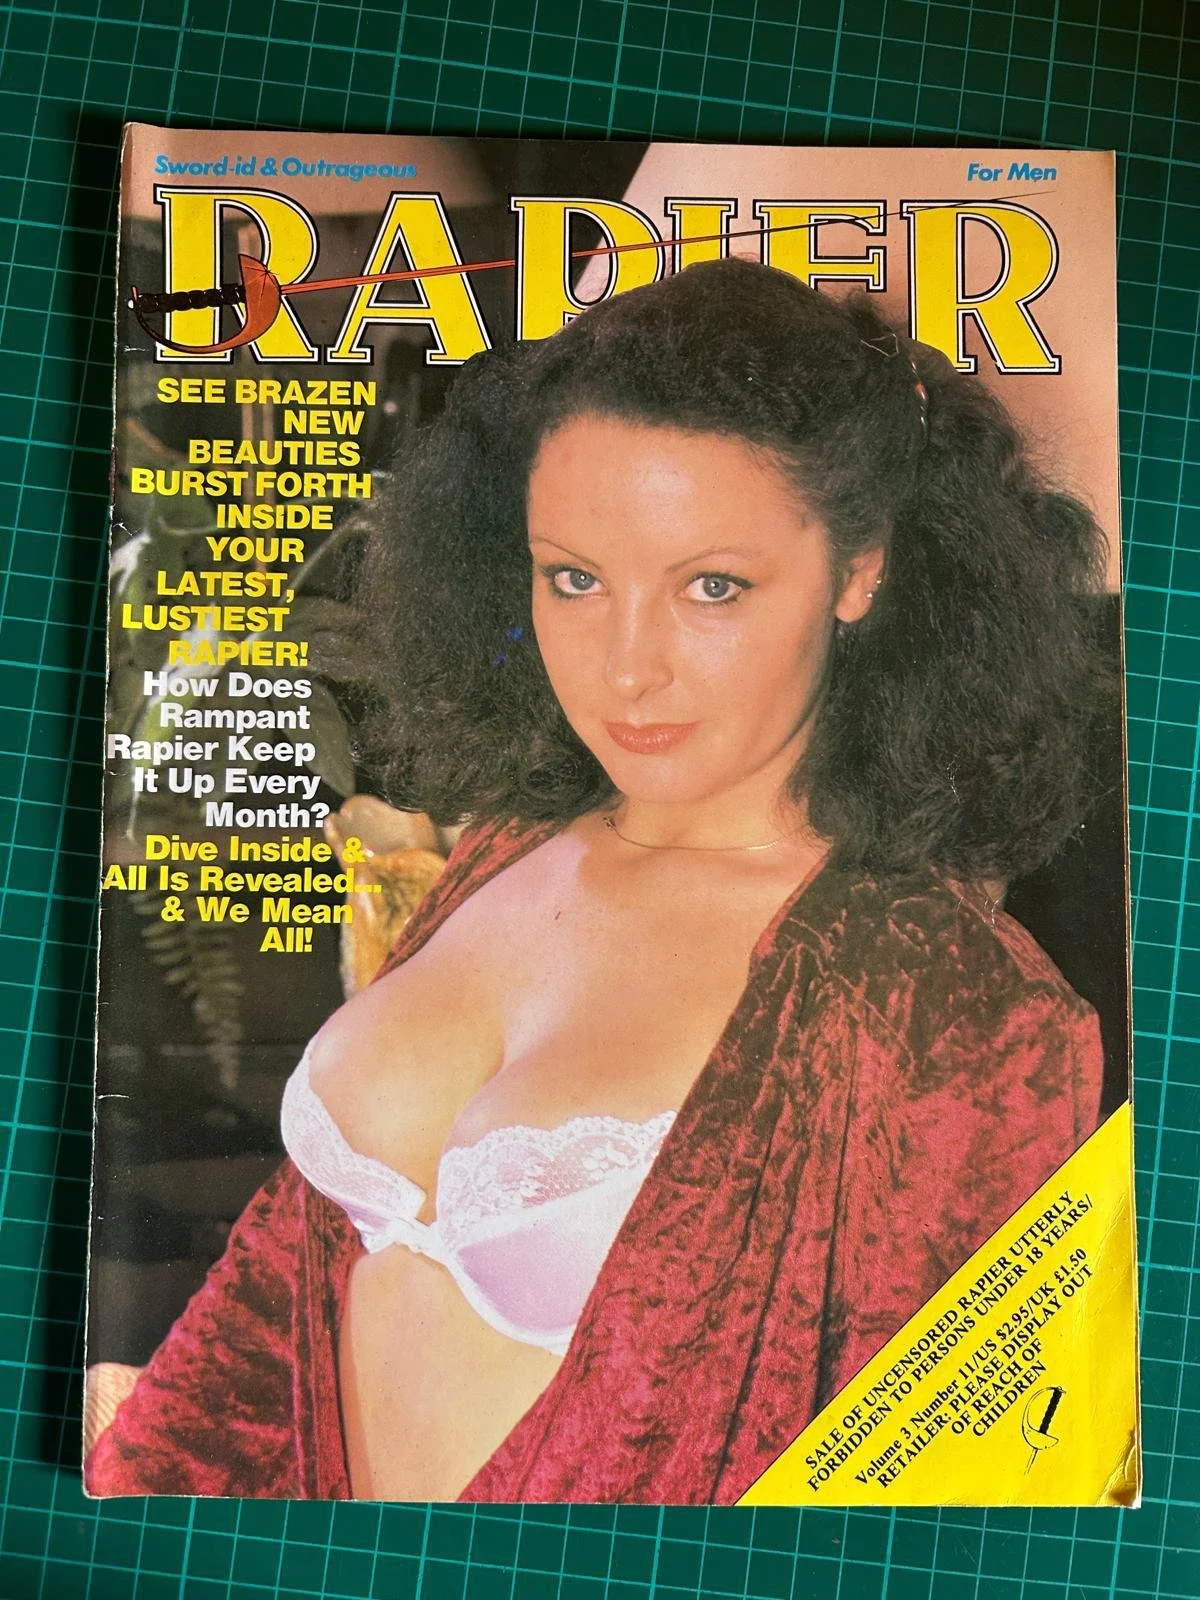 Sword-id & Outrageous
For Men
RAPIER
SEE BRAZEN
NEW
BEAUTIES
BURST FORTH
INSIDE
YOUR
LATEST,
LUSTIEST
RAPIER!
How Does
Rampant
Rapier Keep
It Up Every
Month?
Dive Inside &
All Is Revealed...
& We Mean
All!
SALE OF UNCENSORED RAPIER UTTERLY
FORBIDDEN TO PERSONS UNDER 18 YEARS/
Volume 3 Number 11/US $2.95/UK £1.50
RETAILER: PLEASE DISPLAY OUT
OF REACH OF
CHILDREN